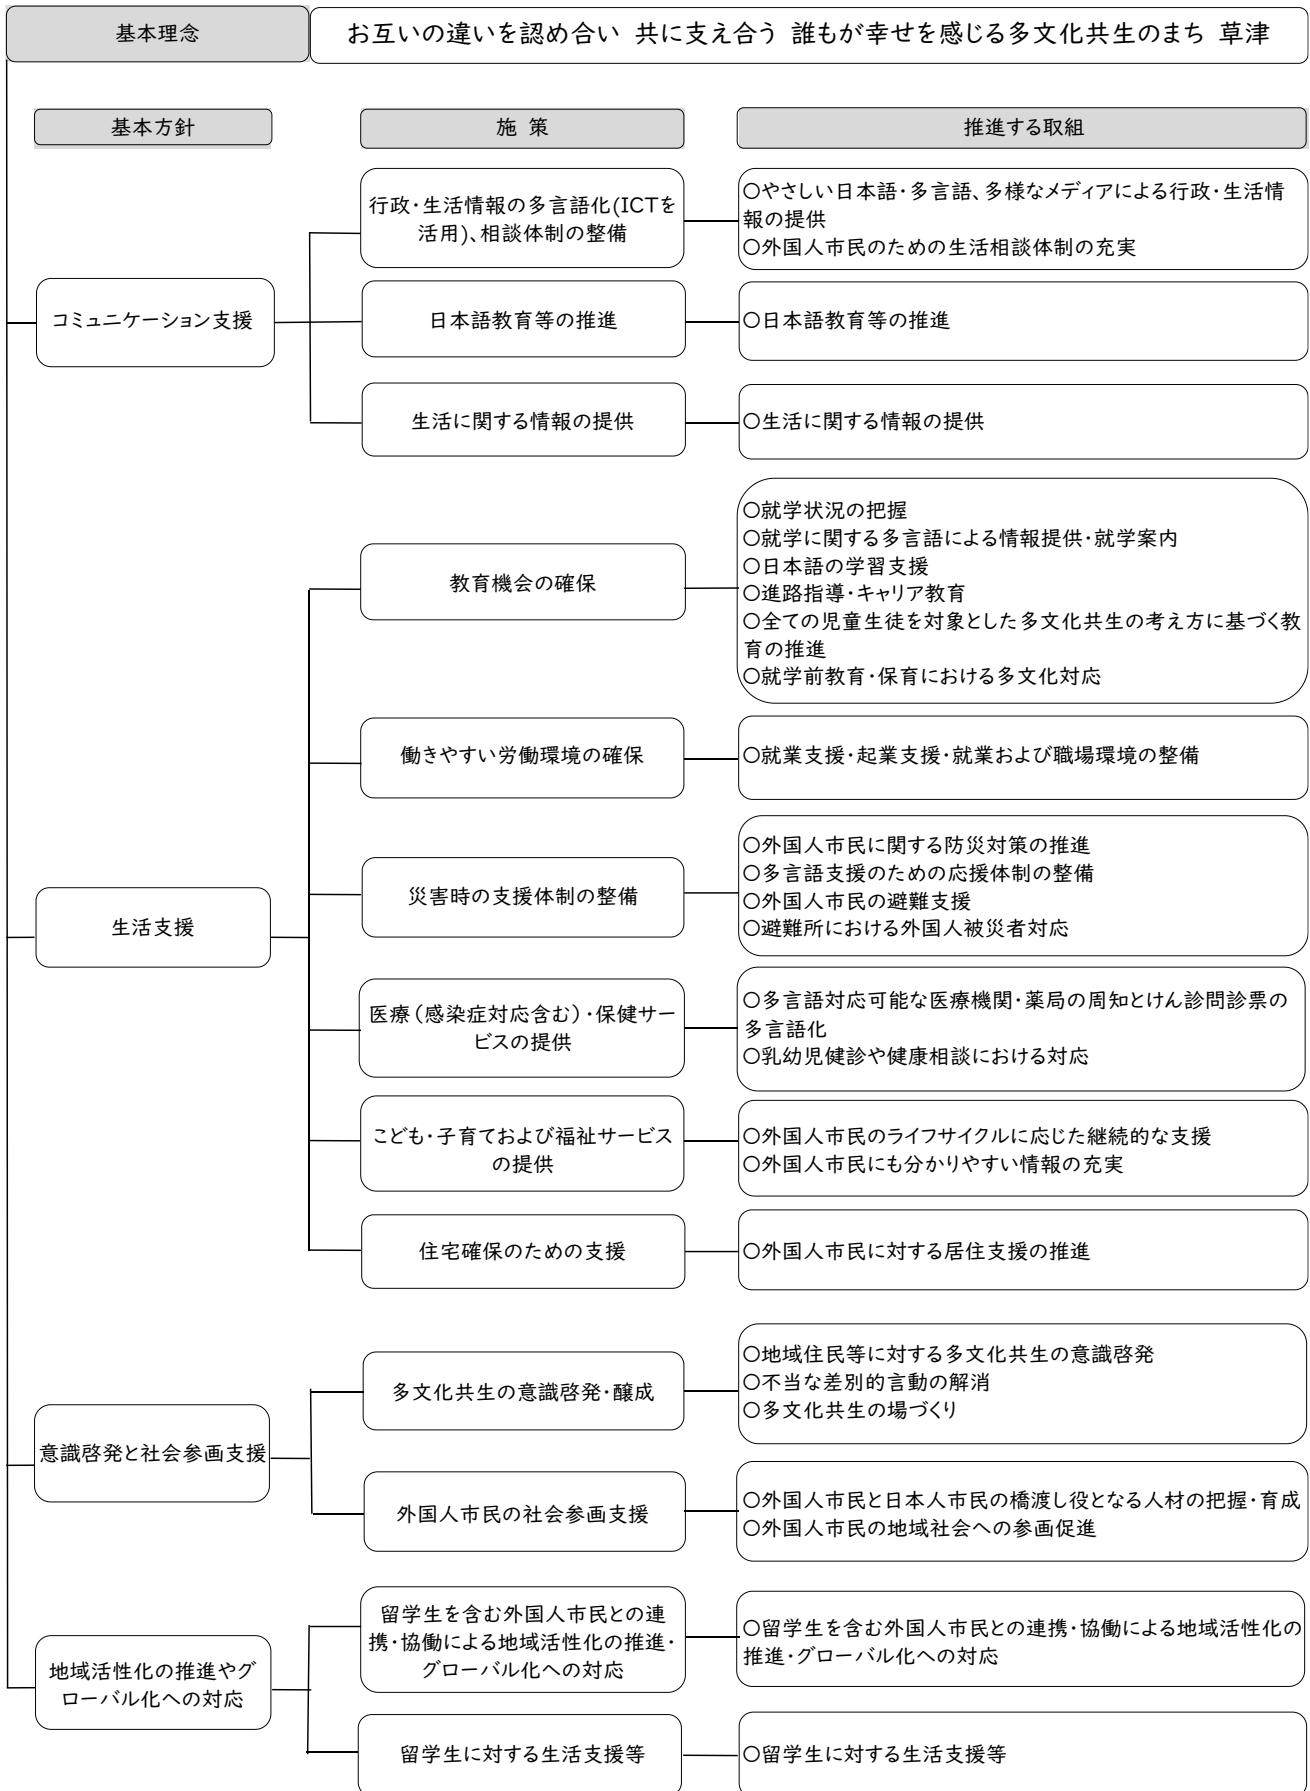 基本理念
お互いの違いを認め合い 共に支え合う 誰もが幸せを感じる多文化共生のまち 草津
基本方針
施 策
推進する取組
コミュニケーション支援
行政・生活情報の多言語化(ICTを
活用)、相談体制の整備
○やさしい日本語・多言語、多様なメディアによる行政・生活情
報の提供
○外国人市民のための生活相談体制の充実
日本語教育等の推進
○日本語教育等の推進
生活に関する情報の提供
○生活に関する情報の提供
生活支援
教育機会の確保
○就学状況の把握
○就学に関する多言語による情報提供・就学案内
○日本語の学習支援
○進路指導・キャリア教育
○全ての児童生徒を対象とした多文化共生の考え方に基づく教
育の推進
○就学前教育・保育における多文化対応
働きやすい労働環境の確保
○就業支援・起業支援・就業および職場環境の整備
災害時の支援体制の整備
○外国人市民に関する防災対策の推進
○多言語支援のための応援体制の整備
○外国人市民の避難支援
○避難所における外国人被災者対応
医療(感染症対応含む)・保健サー
ビスの提供
○多言語対応可能な医療機関・薬局の周知とけん診問診票の
多言語化
○乳幼児健診や健康相談における対応
こども・子育ておよび福祉サービス
の提供
○外国人市民のライフサイクルに応じた継続的な支援
○外国人市民にも分かりやすい情報の充実
住宅確保のための支援
○外国人市民に対する居住支援の推進
意識啓発と社会参画支援
多文化共生の意識啓発・醸成
○地域住民等に対する多文化共生の意識啓発
○不当な差別的言動の解消
○多文化共生の場づくり
外国人市民の社会参画支援
○外国人市民と日本人市民の橋渡し役となる人材の把握・育成
○外国人市民の地域社会への参画促進
地域活性化の推進やグ
ローバル化への対応
留学生を含む外国人市民との連
携・協働による地域活性化の推進・
グローバル化への対応
○留学生を含む外国人市民との連携・協働による地域活性化の
推進・グローバル化への対応
留学生に対する生活支援等
○留学生に対する生活支援等